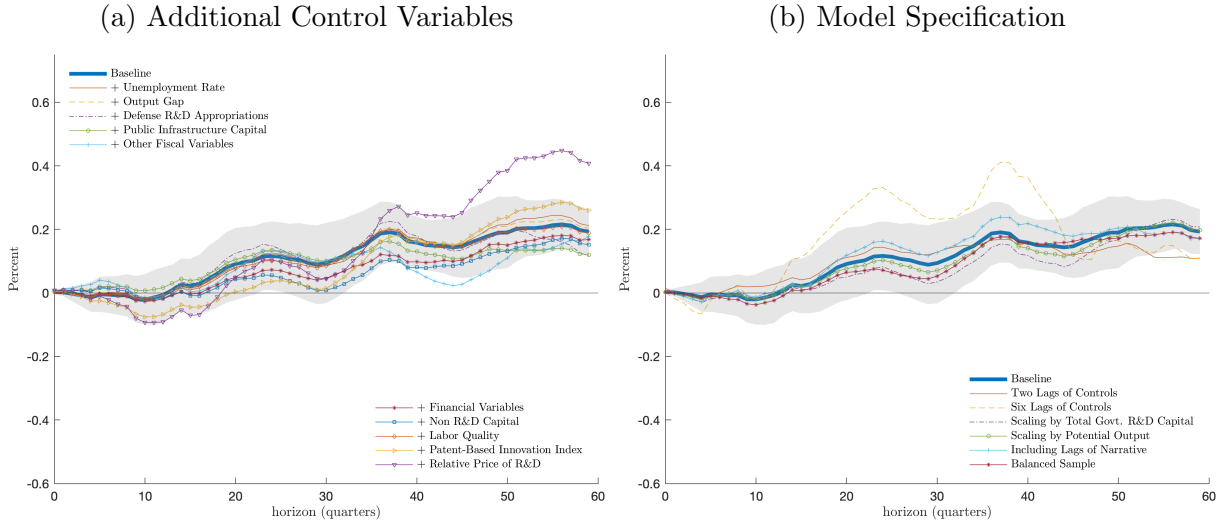 (a) Additional Control Variables
Percent
0.6
0.4
0.2
0
-0.2
-0.4
-0.6
Baseline
+ Unemployment Rate
+ Output Gap
+ Defense R&D Appropriations
+ Public Infrastructure Capital
+ Other Fiscal Variables
+ Financial Variables
+ Non R&D Capital
+ Labor Quality
+ Patent-Based Innovation Index
+ Relative Price of R&D
0 10 20 30 40 50 60
horizon (quarters)
(b) Model Specification
Percent
0.6
0.4
0.2
0
-0.2
-0.4
-0.6
Baseline
Two Lags of Controls
Six Lags of Controls
Scaling by Total Govt. R&D Capital
Scaling by Potential Output
Including Lags of Narrative
Balanced Sample
0 10 20 30 40 50 60
horizon (quarters)